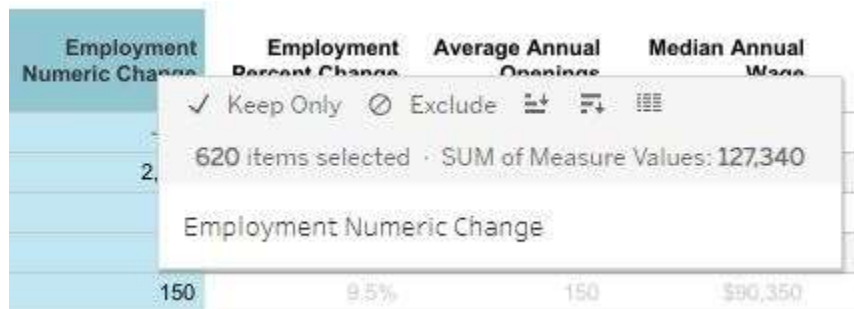 Employment Numeric Change
Employment Percent Change
Average Annual Openings
Median Annual Wage
Keep Only Exclude
620 items selected · SUM of Measure Values: 127,340
2,
Employment Numeric Change
150 9.5% 150 $90,350